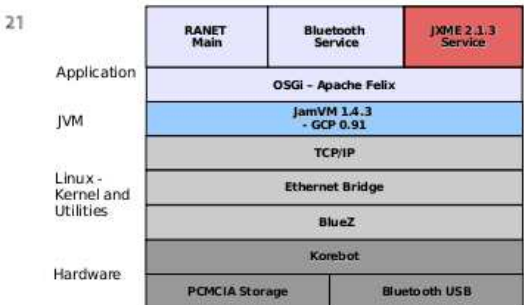 21
RANET
Main
Bluetooth
Service
JXME 2.1.3
Service
Application
OSGi – Apache Felix
JVM
JamVM 1.4.3
- GCP 0.91
TCP/IP
Linux -
Kernel and
Utilities
Ethernet Bridge
BlueZ
Hardware
Korebot
PCMCIA Storage
Bluetooth USB